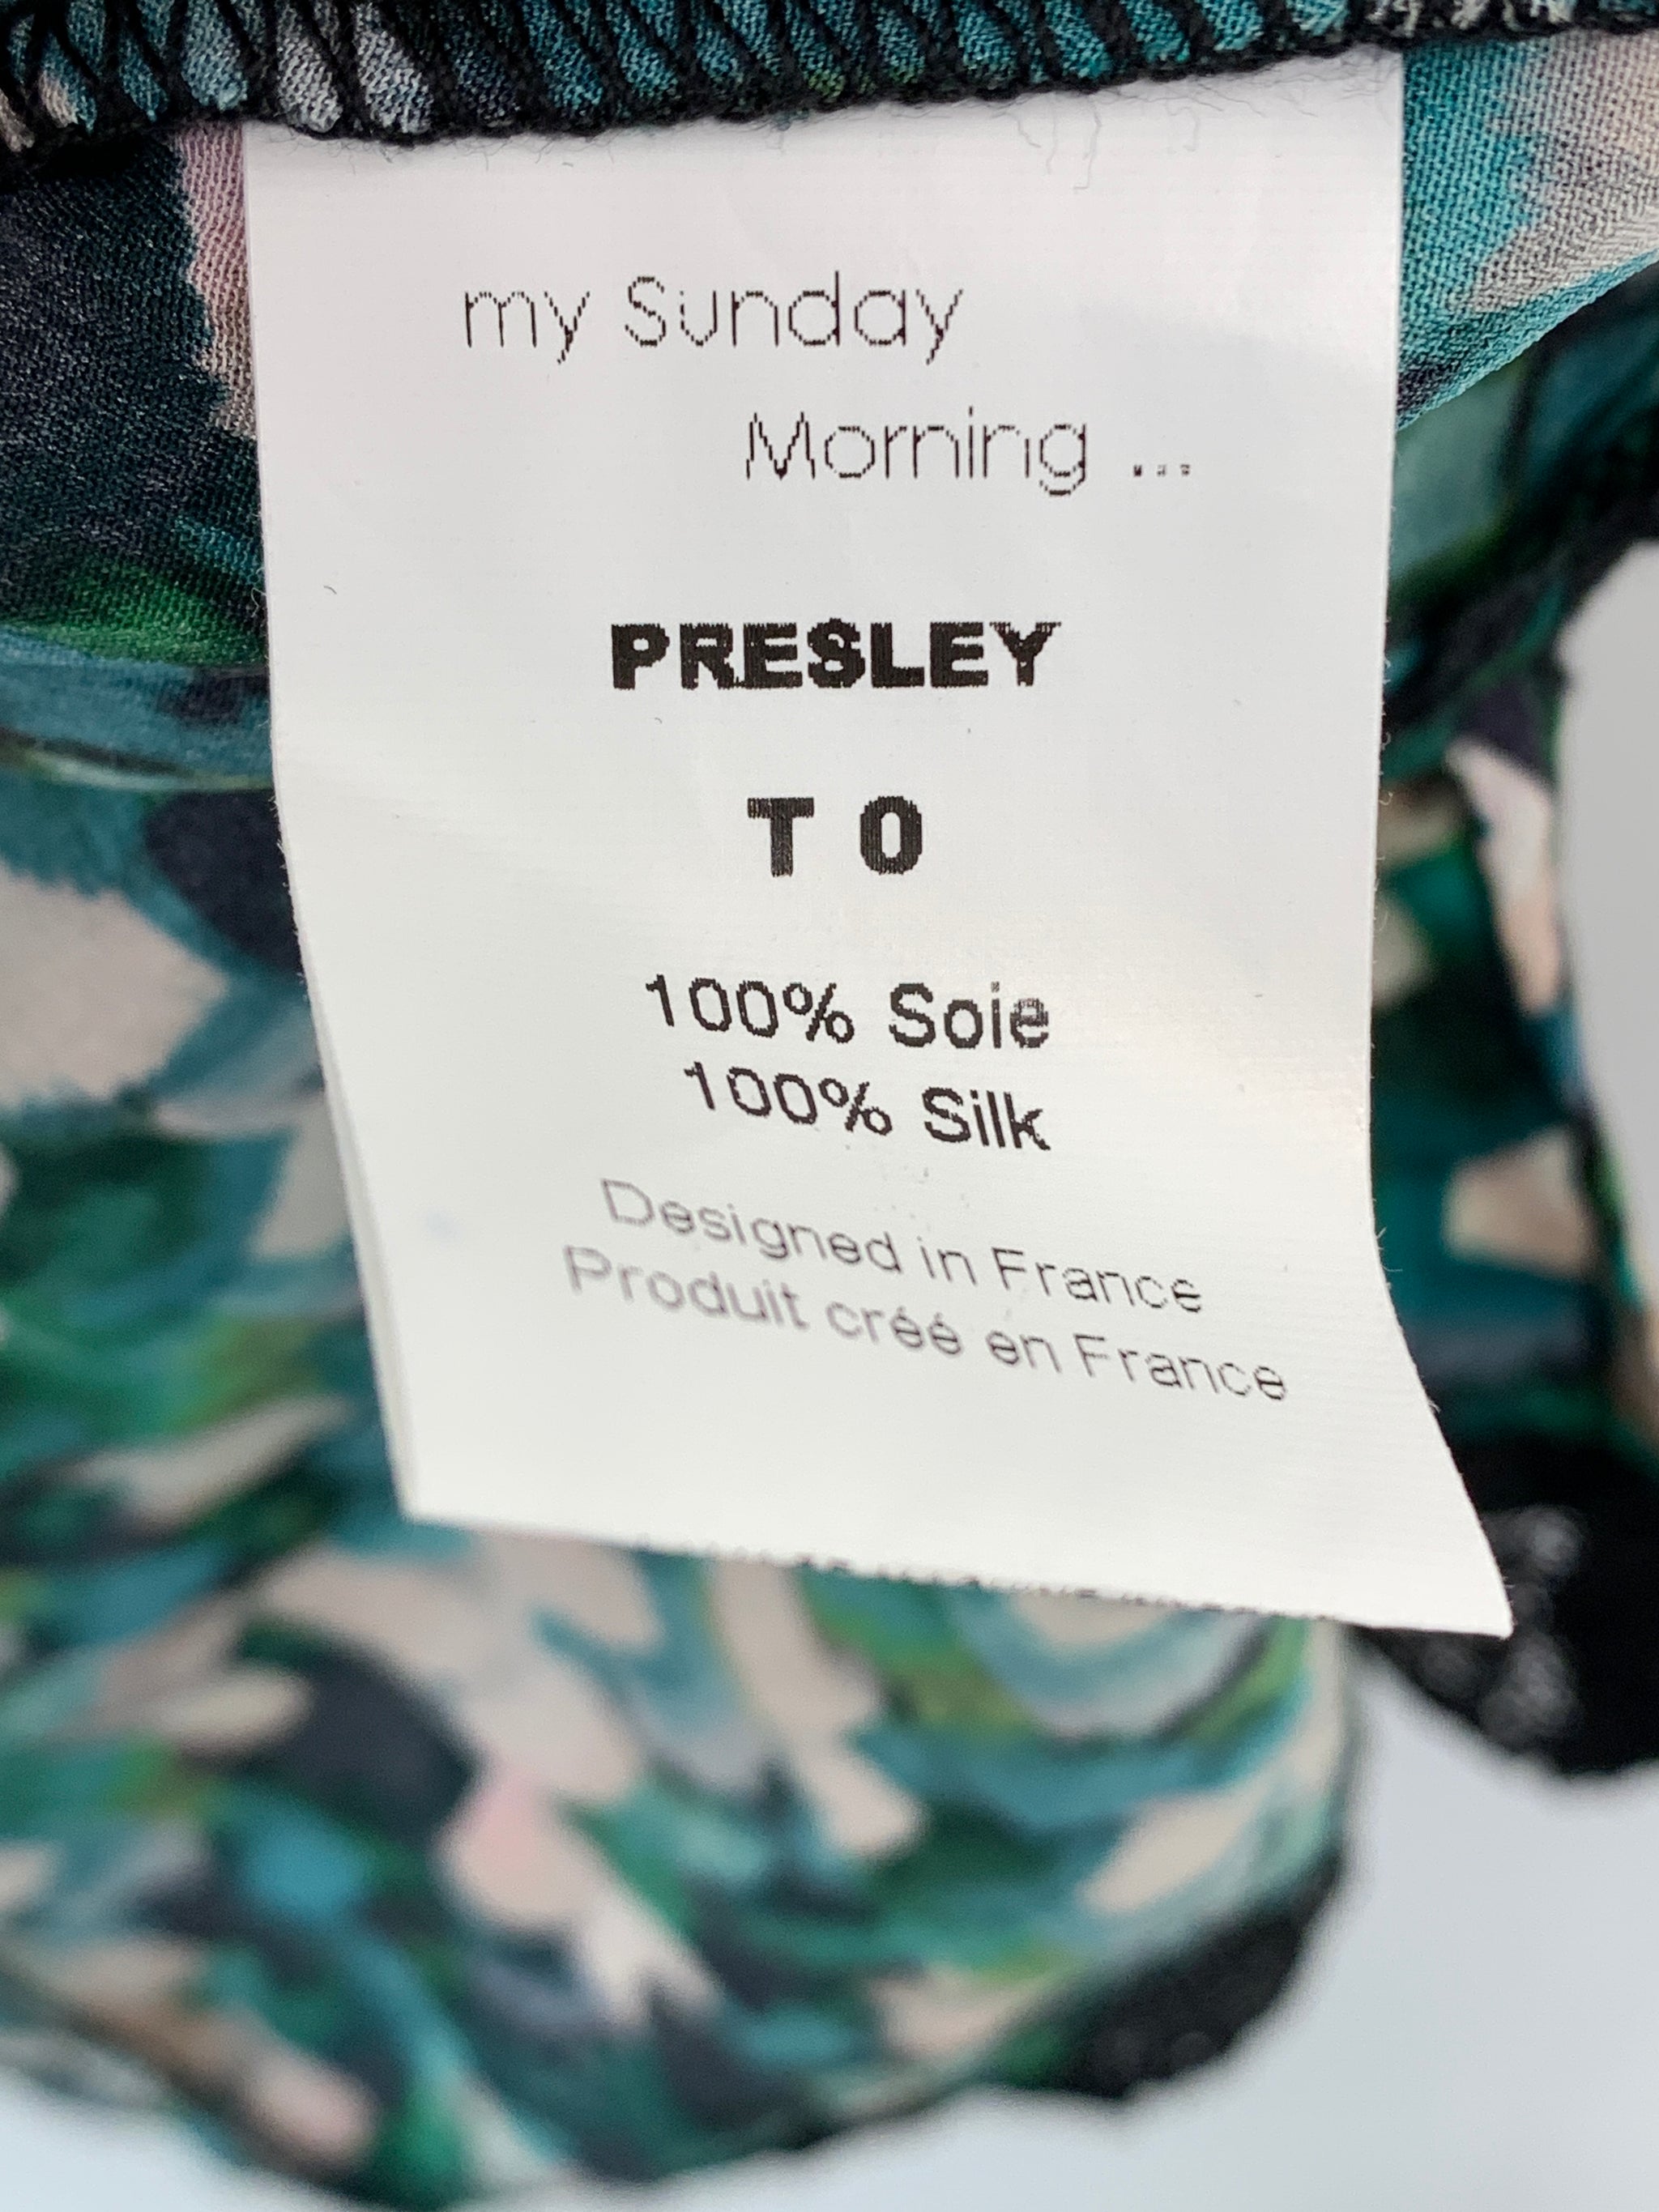 my Sunday
Morning ...
PRESLEY
T 0
100% Soie
100% Silk
Designed in France
Produit créé en France